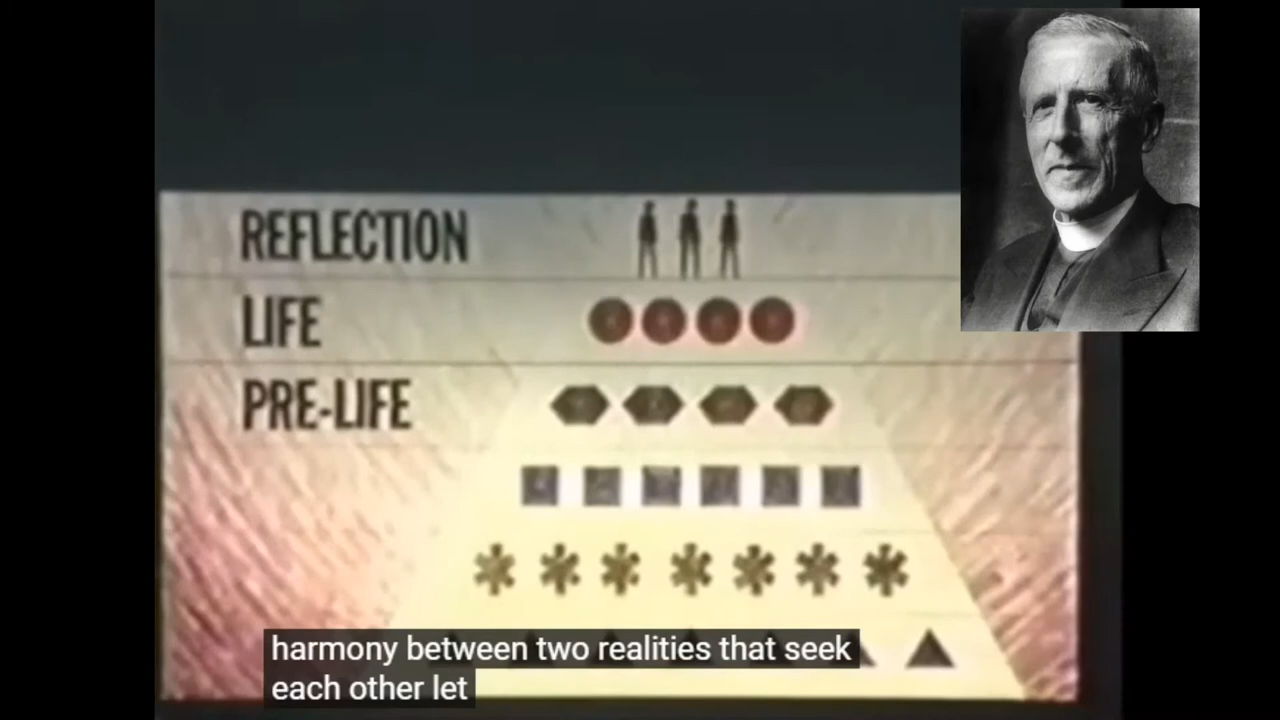 REFLECTION
LIFE
PRE-LIFE
harmony between two realities that seek
each other let